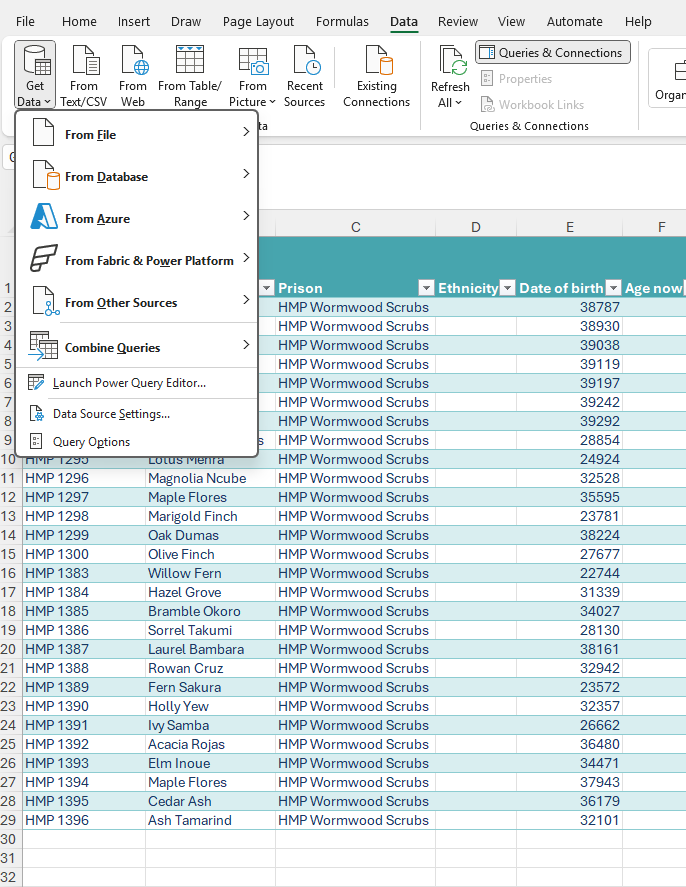 File Home Insert Draw Page Layout Formulas Data Review View Automate Help
Get Data
From Text/CSV
From Web
From Table/ Range
From Picture
Recent Sources
Existing Connections
Refresh All
Queries & Connections
Properties
Workbook Links
Queries & Connections
From File
From Database
From Azure
From Fabric & Power Platform
From Other Sources
Combine Queries
Launch Power Query Editor...
Data Source Settings...
Query Options
C D E F
1 Prison Ethnicity Date of birth Age now
2 HMP Wormwood Scrubs 38787
3 HMP Wormwood Scrubs 38930
4 HMP Wormwood Scrubs 39038
5 HMP Wormwood Scrubs 39119
6 HMP Wormwood Scrubs 39197
7 HMP Wormwood Scrubs 39242
8 HMP Wormwood Scrubs 39292
9 HMP Wormwood Scrubs 28854
10 HMP 1295 Lotus Mehra HMP Wormwood Scrubs 24924
11 HMP 1296 Magnolia Ncube HMP Wormwood Scrubs 32528
12 HMP 1297 Maple Flores HMP Wormwood Scrubs 35595
13 HMP 1298 Marigold Finch HMP Wormwood Scrubs 23781
14 HMP 1299 Oak Dumas HMP Wormwood Scrubs 38224
15 HMP 1300 Olive Finch HMP Wormwood Scrubs 27677
16 HMP 1383 Willow Fern HMP Wormwood Scrubs 22744
17 HMP 1384 Hazel Grove HMP Wormwood Scrubs 31339
18 HMP 1385 Bramble Okoro HMP Wormwood Scrubs 34027
19 HMP 1386 Sorrel Takumi HMP Wormwood Scrubs 28130
20 HMP 1387 Laurel Bambara HMP Wormwood Scrubs 38161
21 HMP 1388 Rowan Cruz HMP Wormwood Scrubs 32942
22 HMP 1389 Fern Sakura HMP Wormwood Scrubs 23572
23 HMP 1390 Holly Yew HMP Wormwood Scrubs 32357
24 HMP 1391 Ivy Samba HMP Wormwood Scrubs 26662
25 HMP 1392 Acacia Rojas HMP Wormwood Scrubs 36480
26 HMP 1393 Elm Inoue HMP Wormwood Scrubs 34471
27 HMP 1394 Maple Flores HMP Wormwood Scrubs 37943
28 HMP 1395 Cedar Ash HMP Wormwood Scrubs 36179
29 HMP 1396 Ash Tamarind HMP Wormwood Scrubs 32101
30
31
32